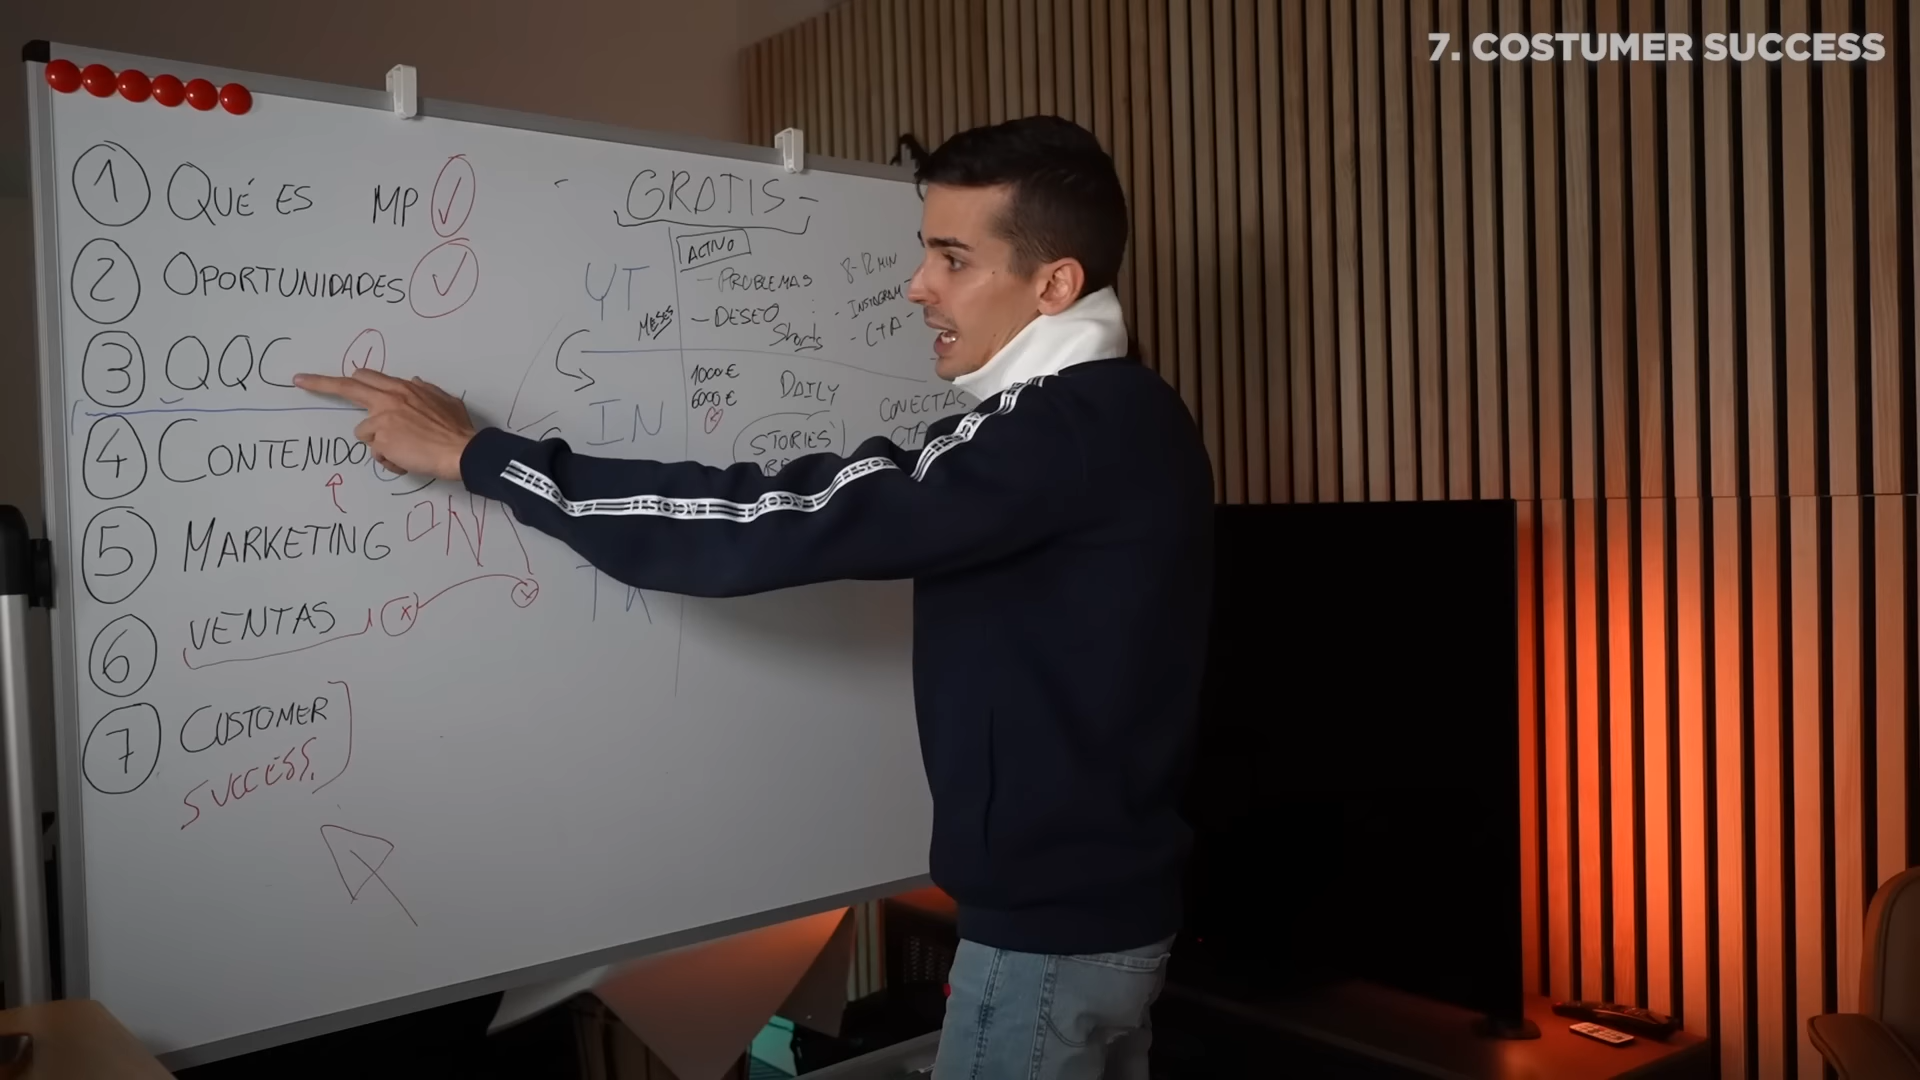 7. COSTUMER SUCCESS
1 QUÉ ES MP
2 OPORTUNIDADES
3 QQC
4 CONTENIDO
5 MARKETING
6 VENTAS
7 CUSTOMER
SUCCESS.
- GRATIS -
YT
MESES
ACTIVO
- PROBLEMAS
- DESEO
Shorts
8-12 MIN
- INSTAGRAM -
- CTA -
IN
1000€
6000€
DAILY
STORIES
CONECTAS
CTA
LACOSTE